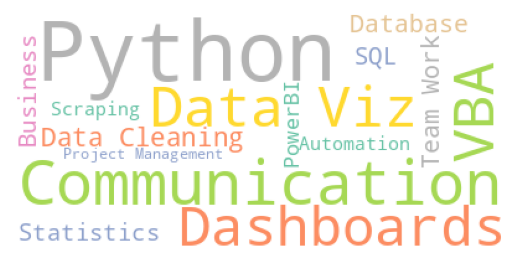 Database
Python
SQL
Business
Team Work
VBA
Scraping
Data Viz
PowerBI
Data Cleaning
Automation
Project Management
Communication
Statistics
Dashboards